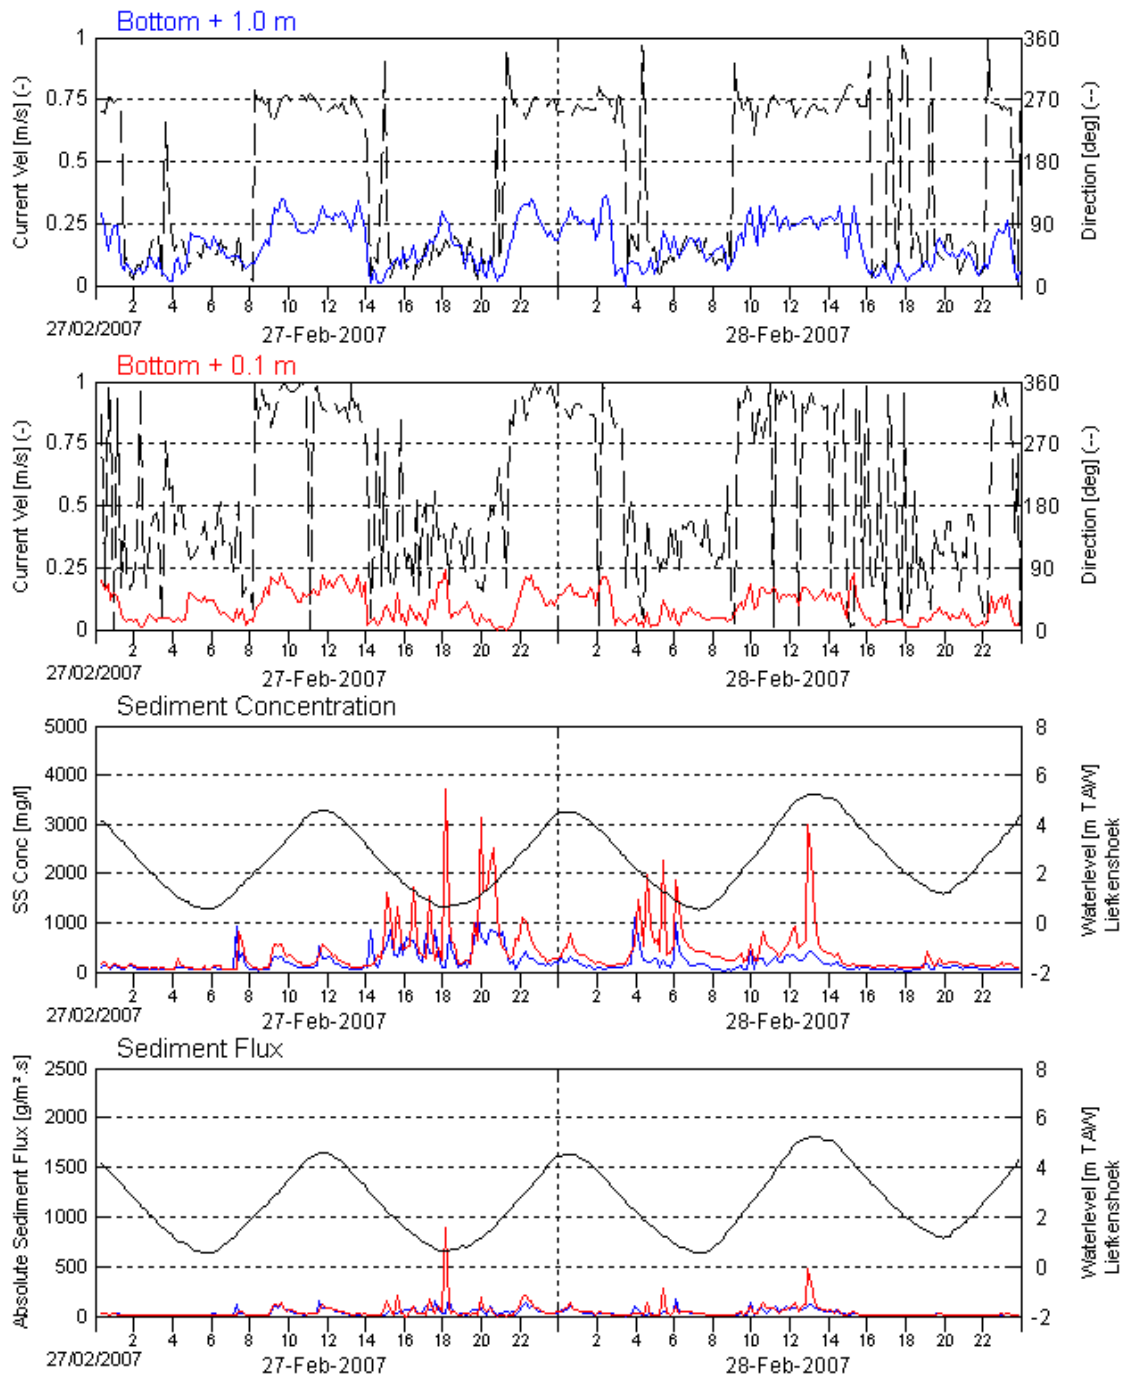 Bottom + 1.0 m
1 360
0.75 270
0.5 180
0.25 90
0 0
Current Vel [m/s] (-)
Direction [deg] (--)
2 4 6 8 10 12 14 16 18 20 22 2 4 6 8 10 12 14 16 18 20 22
27/02/2007 27-Feb-2007 28-Feb-2007
Bottom + 0.1 m
1 360
0.75 270
0.5 180
0.25 90
0 0
Current Vel [m/s] (-)
Direction [deg] (--)
2 4 6 8 10 12 14 16 18 20 22 2 4 6 8 10 12 14 16 18 20 22
27/02/2007 27-Feb-2007 28-Feb-2007
Sediment Concentration
5000 8
4000 6
3000 4
2000 2
1000 0
0 -2
SS Conc [mg/l]
Waterlevel [m TAW]
Liefkenshoek
2 4 6 8 10 12 14 16 18 20 22 2 4 6 8 10 12 14 16 18 20 22
27/02/2007 27-Feb-2007 28-Feb-2007
Sediment Flux
2500 8
2000 6
1500 4
1000 2
500 0
0 -2
Absolute Sediment Flux [g/m².s]
Waterlevel [m TAW]
Liefkenshoek
2 4 6 8 10 12 14 16 18 20 22 2 4 6 8 10 12 14 16 18 20 22
27/02/2007 27-Feb-2007 28-Feb-2007